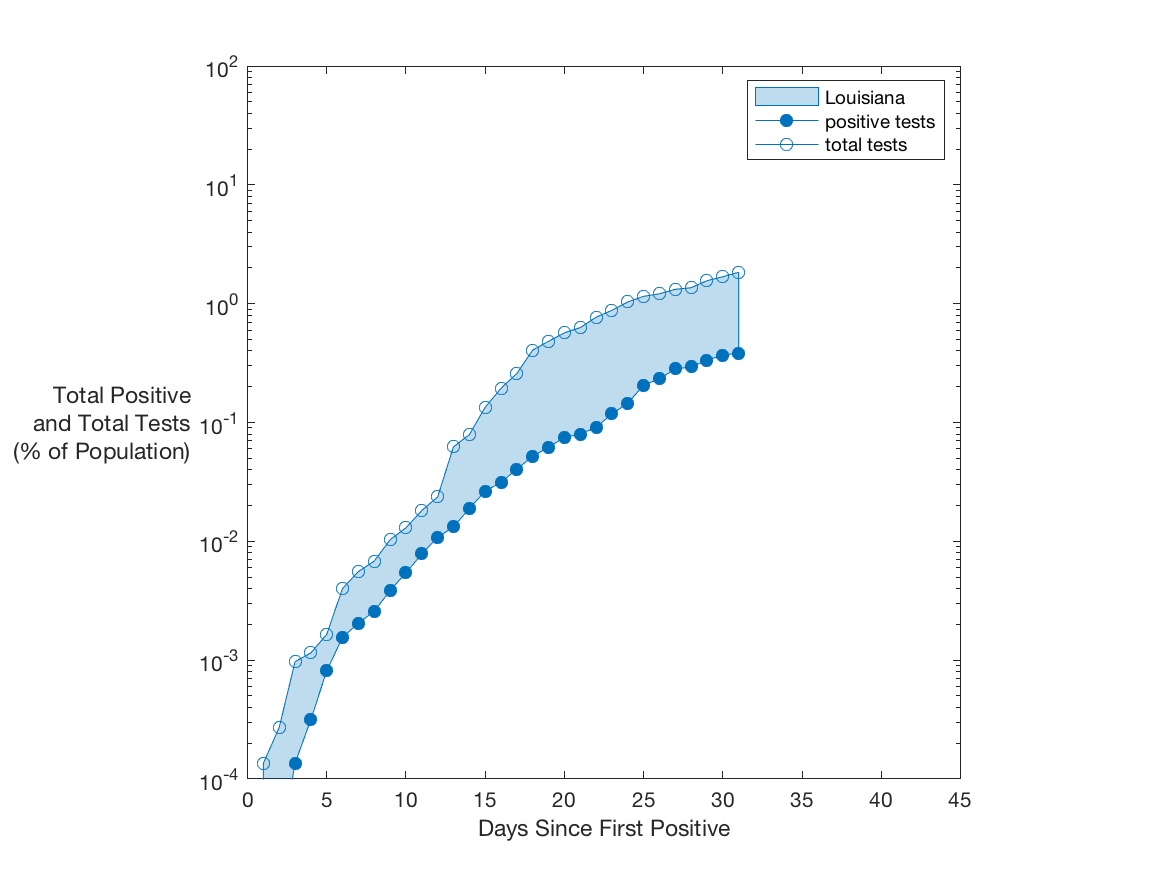 10^2
Louisiana
positive tests
total tests
10^1
10^0
Total Positive
and Total Tests
(% of Population)
10^-1
10^-2
10^-3
10^-4
0 5 10 15 20 25 30 35 40 45
Days Since First Positive